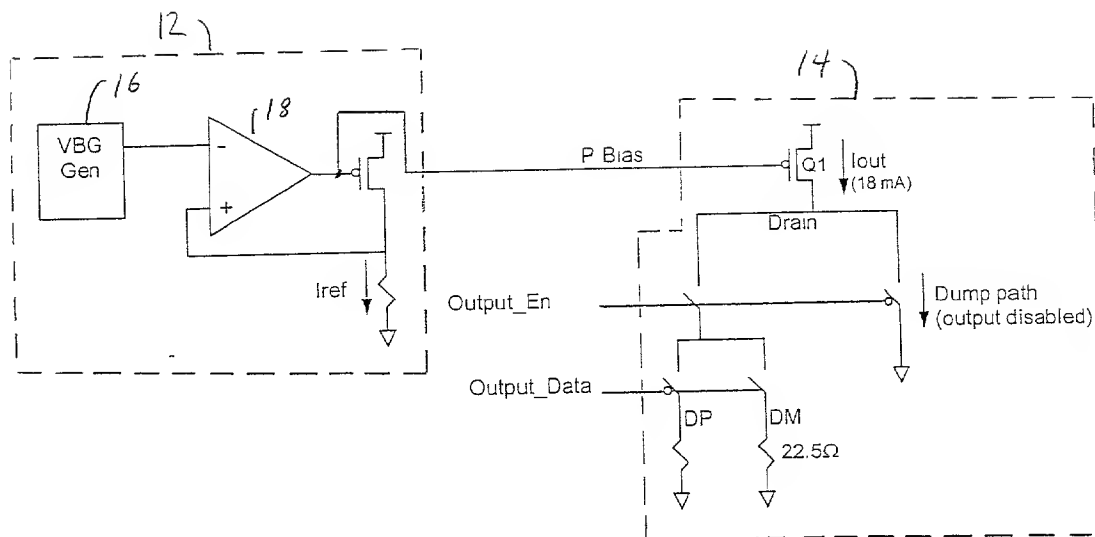 12
14
16
18
VBG
Gen
-
+
P Bias
Q1
Iout
(18 mA)
Drain
Iref
Output_En
Dump path
(output disabled)
Output_Data
DP
DM
22.5Ω